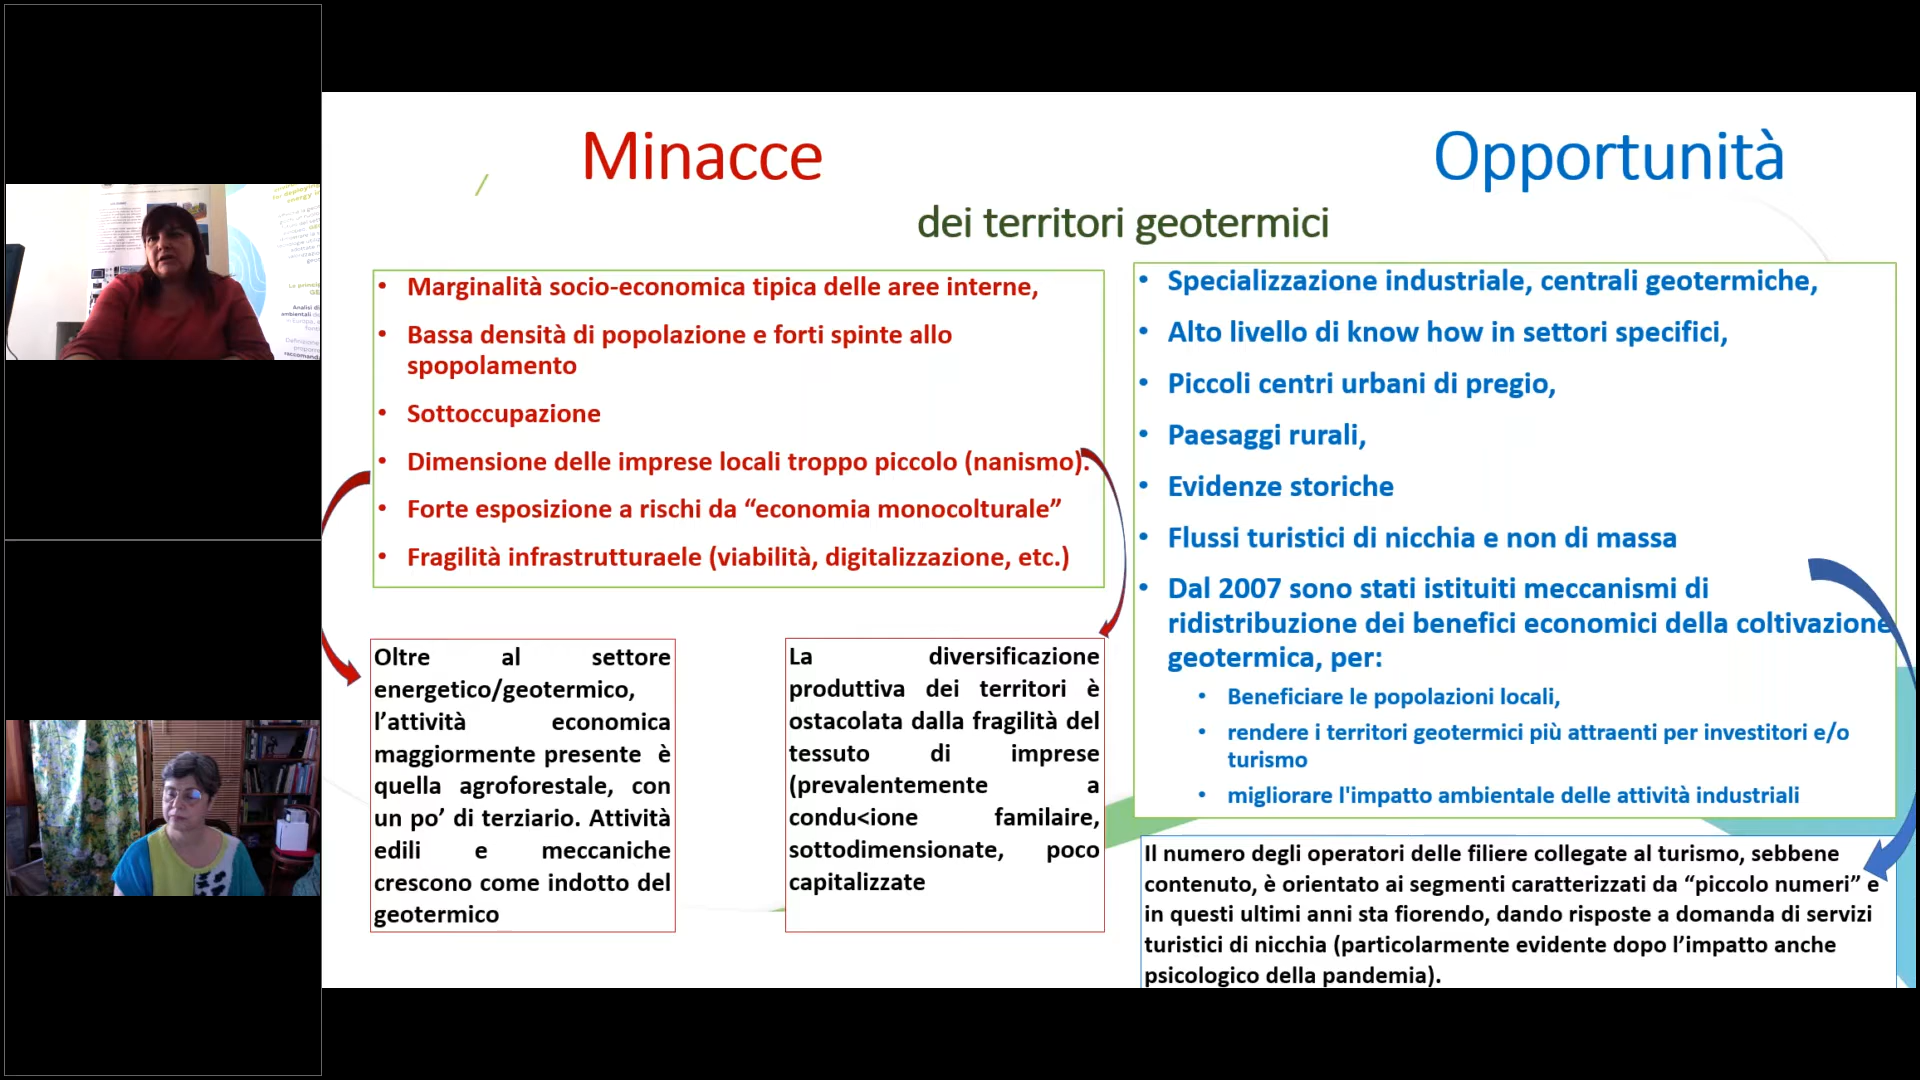 Minacce
Opportunità
dei territori geotermici
• Marginalità socio-economica tipica delle aree interne,
• Bassa densità di popolazione e forti spinte allo
spopolamento
• Sottoccupazione
• Dimensione delle imprese locali troppo piccolo (nanismo).
• Forte esposizione a rischi da “economia monocolturale”
• Fragilità infrastrutturaele (viabilità, digitalizzazione, etc.)
Oltre al settore
energetico/geotermico,
l’attività economica
maggiormente presente è
quella agroforestale, con
un po’ di terziario. Attività
edili e meccaniche
crescono come indotto del
geotermico
La diversificazione
produttiva dei territori è
ostacolata dalla fragilità del
tessuto di imprese
(prevalentemente a
condu<ione familaire,
sottodimensionate, poco
capitalizzate
• Specializzazione industriale, centrali geotermiche,
• Alto livello di know how in settori specifici,
• Piccoli centri urbani di pregio,
• Paesaggi rurali,
• Evidenze storiche
• Flussi turistici di nicchia e non di massa
• Dal 2007 sono stati istituiti meccanismi di
ridistribuzione dei benefici economici della coltivazione
geotermica, per:
• Beneficiare le popolazioni locali,
• rendere i territori geotermici più attraenti per investitori e/o
turismo
• migliorare l'impatto ambientale delle attività industriali
Il numero degli operatori delle filiere collegate al turismo, sebbene
contenuto, è orientato ai segmenti caratterizzati da “piccolo numeri” e
in questi ultimi anni sta fiorendo, dando risposte a domanda di servizi
turistici di nicchia (particolarmente evidente dopo l’impatto anche
psicologico della pandemia).